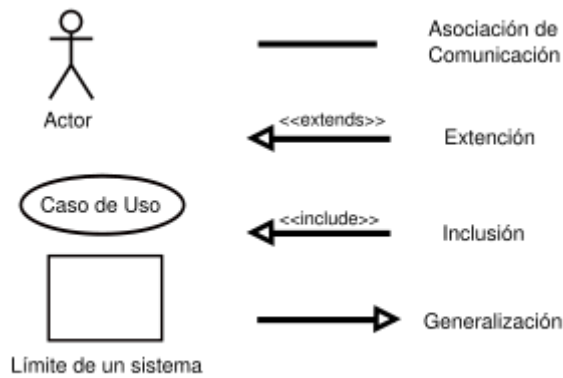 Asociación de
Comunicación
Actor
<<extends>>
Extención
Caso de Uso
<<include>>
Inclusión
Generalización
Límite de un sistema